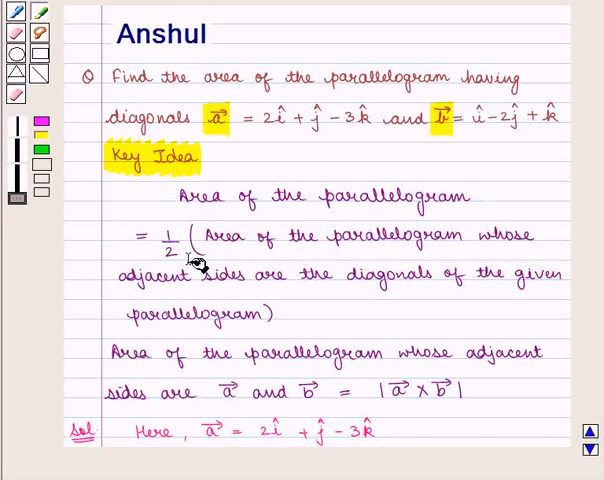 Anshul
Q Find the area of the parallelogram having
diagonals a⃗ = 2î + ĵ - 3k̂ and b⃗ = î - 2ĵ + k̂
Key Idea
Area of the parallelogram
= 1/2 ( Area of the parallelogram whose
adjacent sides are the diagonals of the given
parallelogram)
Area of the parallelogram whose adjacent
sides are a⃗ and b⃗ = |a⃗ × b⃗|
Sol Here, a⃗ = 2î + ĵ - 3k̂